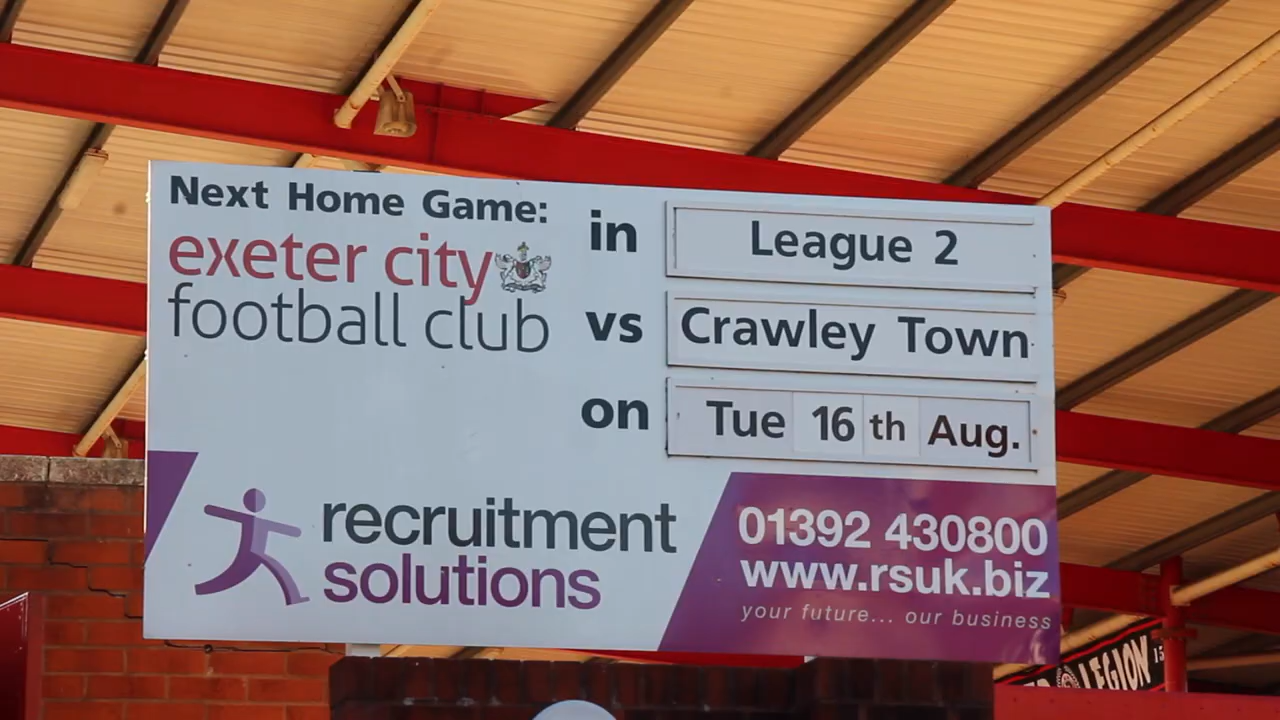 Next Home Game:
exeter city
football club
in League 2
vs Crawley Town
on Tue 16 th Aug.
recruitment
solutions
01392 430800
www.rsuk.biz
your future... our business
LEGION